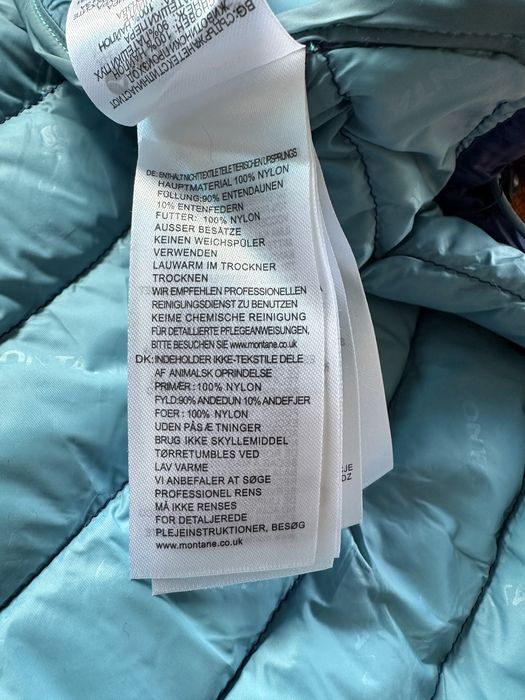 DE: ENTHÄLT NICHTTEXTILE TEILE TIERISCHEN URSPRUNGS
HAUPTMATERIAL 100% NYLON
FÜLLUNG:90% ENTENDAUNEN
10% ENTENFEDERN
FUTTER: 100% NYLON
AUSSER BESÄTZE
KEINEN WEICHSPÜLER
VERWENDEN
LAUWARM IM TROCKNER
TROCKNEN
WIR EMPFEHLEN PROFESSIONELLEN
REINIGUNGSDIENST ZU BENUTZEN
KEIME CHEMISCHE REINIGUNG
FÜR DETAILLIERTE PFLEGEANWEISUNGEN,
BITTE BESUCHEN SIE www.montane.co.uk
DK: INDEHOLDER IKKE-TEKSTILE DELE
AF ANIMALSK OPRINDELSE
PRIMÆR: 100% NYLON
FYLD:90% ANDEDUN 10% ANDEFJER
FOER: 100% NYLON
UDEN PÅSÆ TNINGER
BRUG IKKE SKYLLEMIDDEL
TØRRETUMBLES VED
LAV VARME
VI ANBEFALER AT SØGE
PROFESSIONEL RENS
MÅ IKKE RENSES
FOR DETALJEREDE
PLEJEINSTRUKTIONER, BESØG
www.montane.co.uk